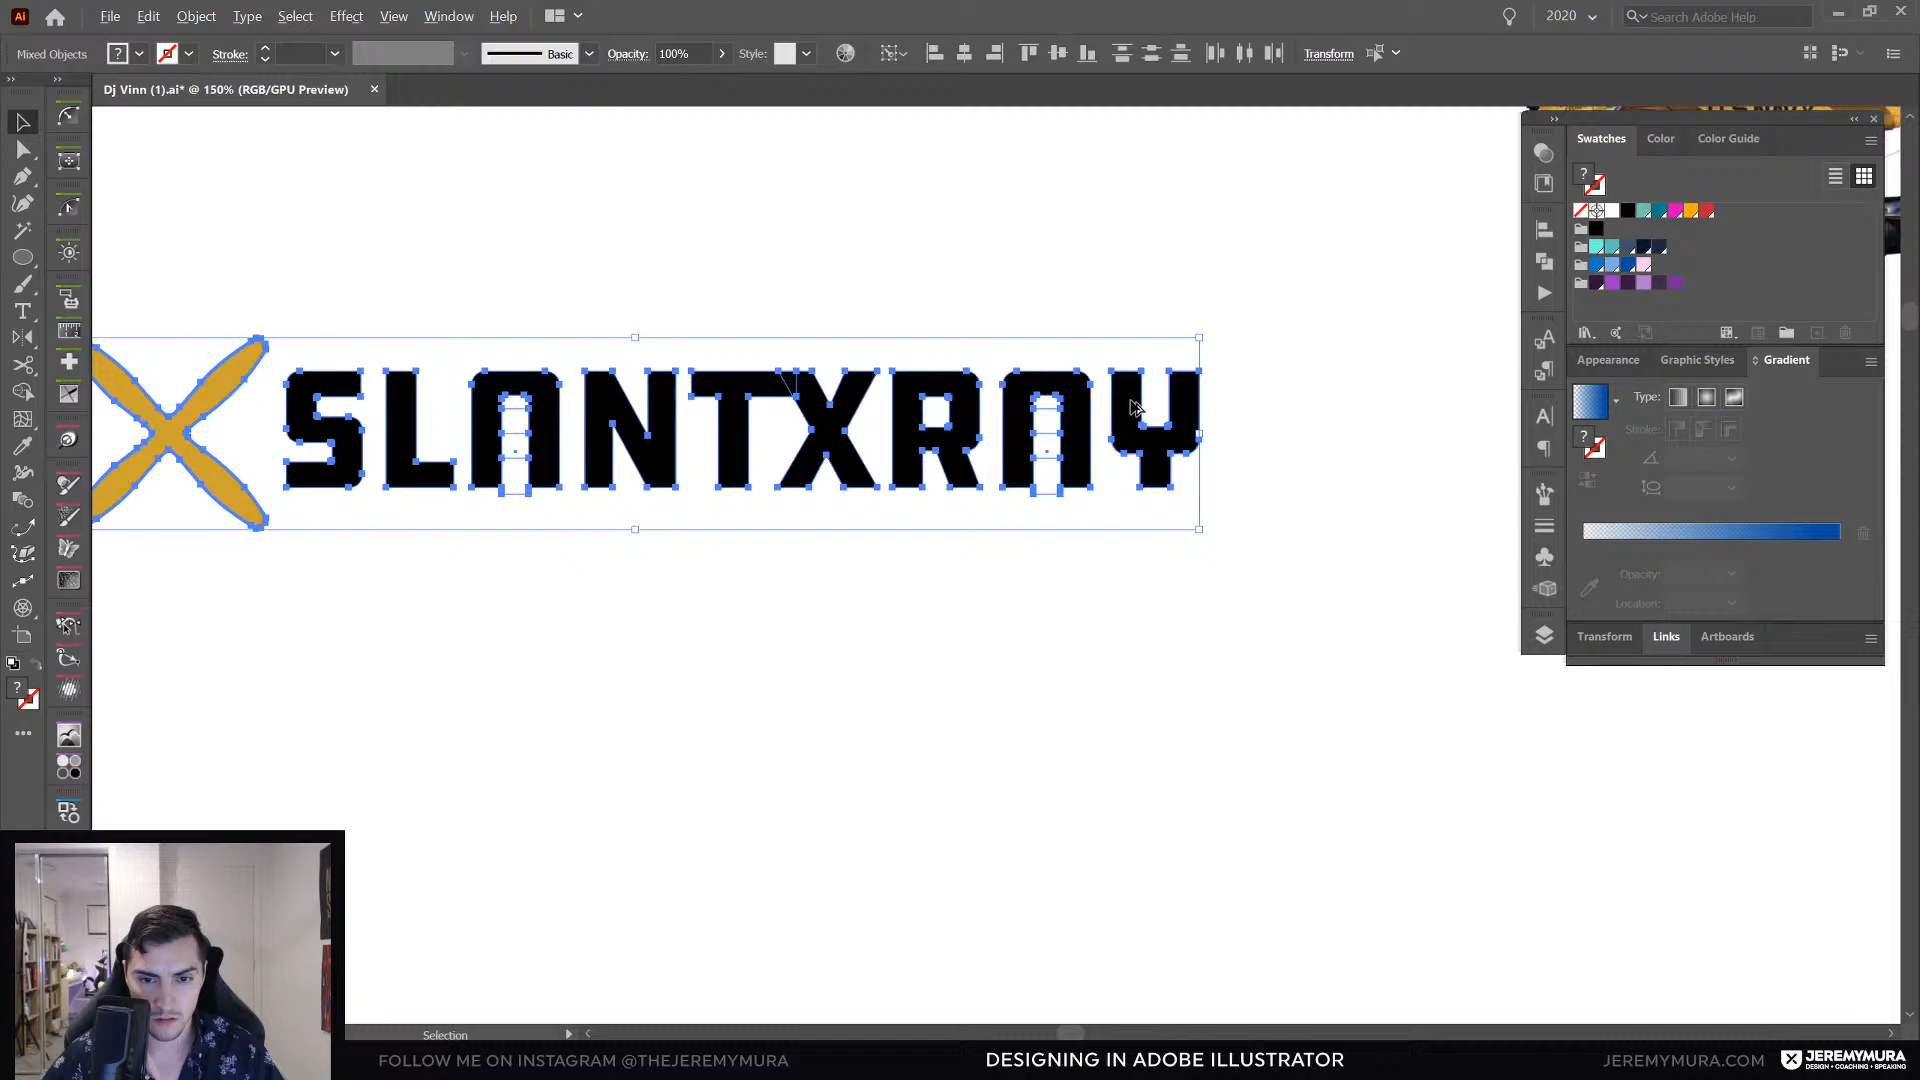 Ai File Edit Object Type Select Effect View Window Help 2020 Search Adobe Help
Mixed Objects ? Stroke: Basic Opacity: 100% Style: Transform
Dj Vinn (1).ai* @ 150% (RGB/GPU Preview)
SLANTXRAY
Swatches Color Color Guide
?
Appearance Graphic Styles Gradient
Type:
Stroke:
?
Opacity:
Location:
Transform Links Artboards
?
Selection
FOLLOW ME ON INSTAGRAM @THEJEREMYMURA DESIGNING IN ADOBE ILLUSTRATOR JEREMYMURA.COM JEREMYMURA
DESIGN • COACHING • SPEAKING